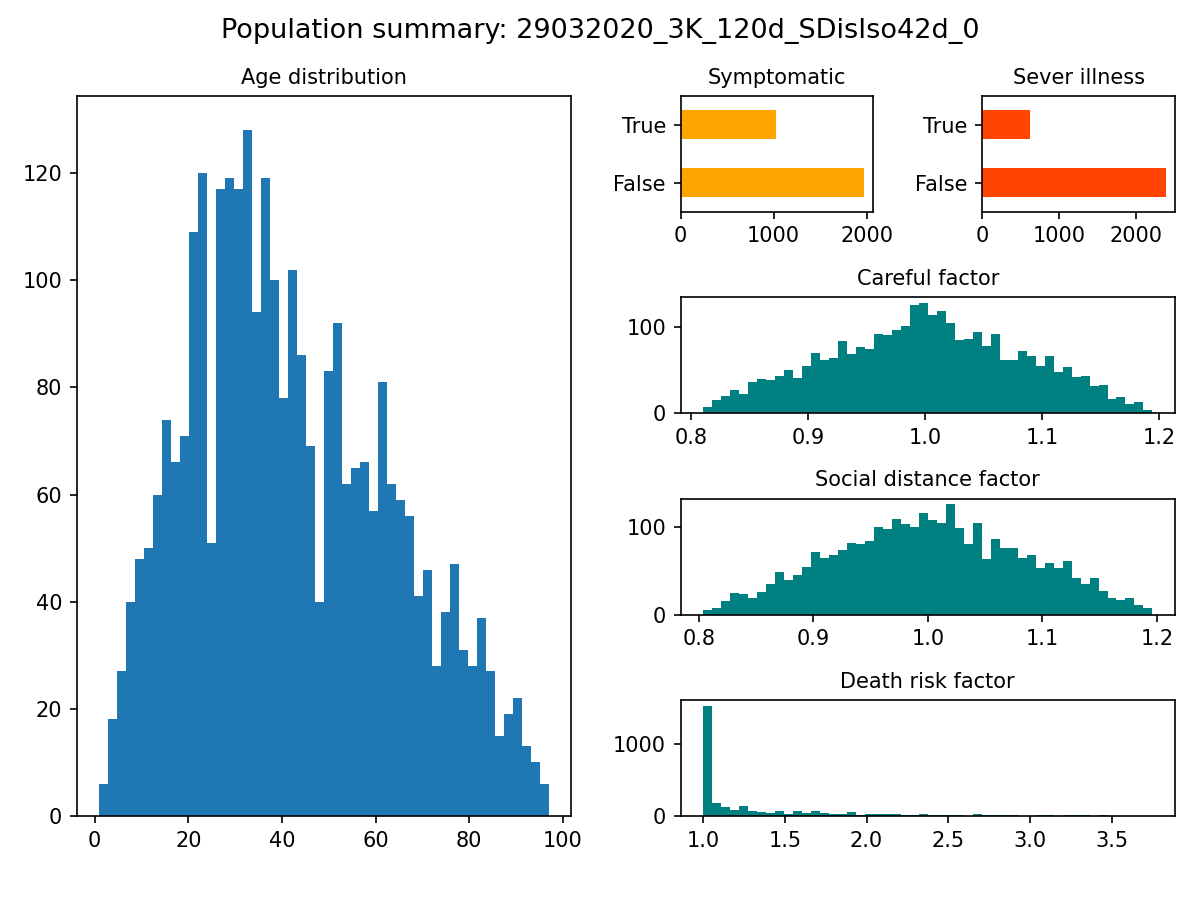 Population summary: 29032020_3K_120d_SDisIso42d_0
Age distribution
120
100
80
60
40
20
0
0 20 40 60 80 100
Symptomatic
True
False
0 1000 2000
Sever illness
True
False
0 1000 2000
Careful factor
100
0
0.8 0.9 1.0 1.1 1.2
Social distance factor
100
0
0.8 0.9 1.0 1.1 1.2
Death risk factor
1000
0
1.0 1.5 2.0 2.5 3.0 3.5